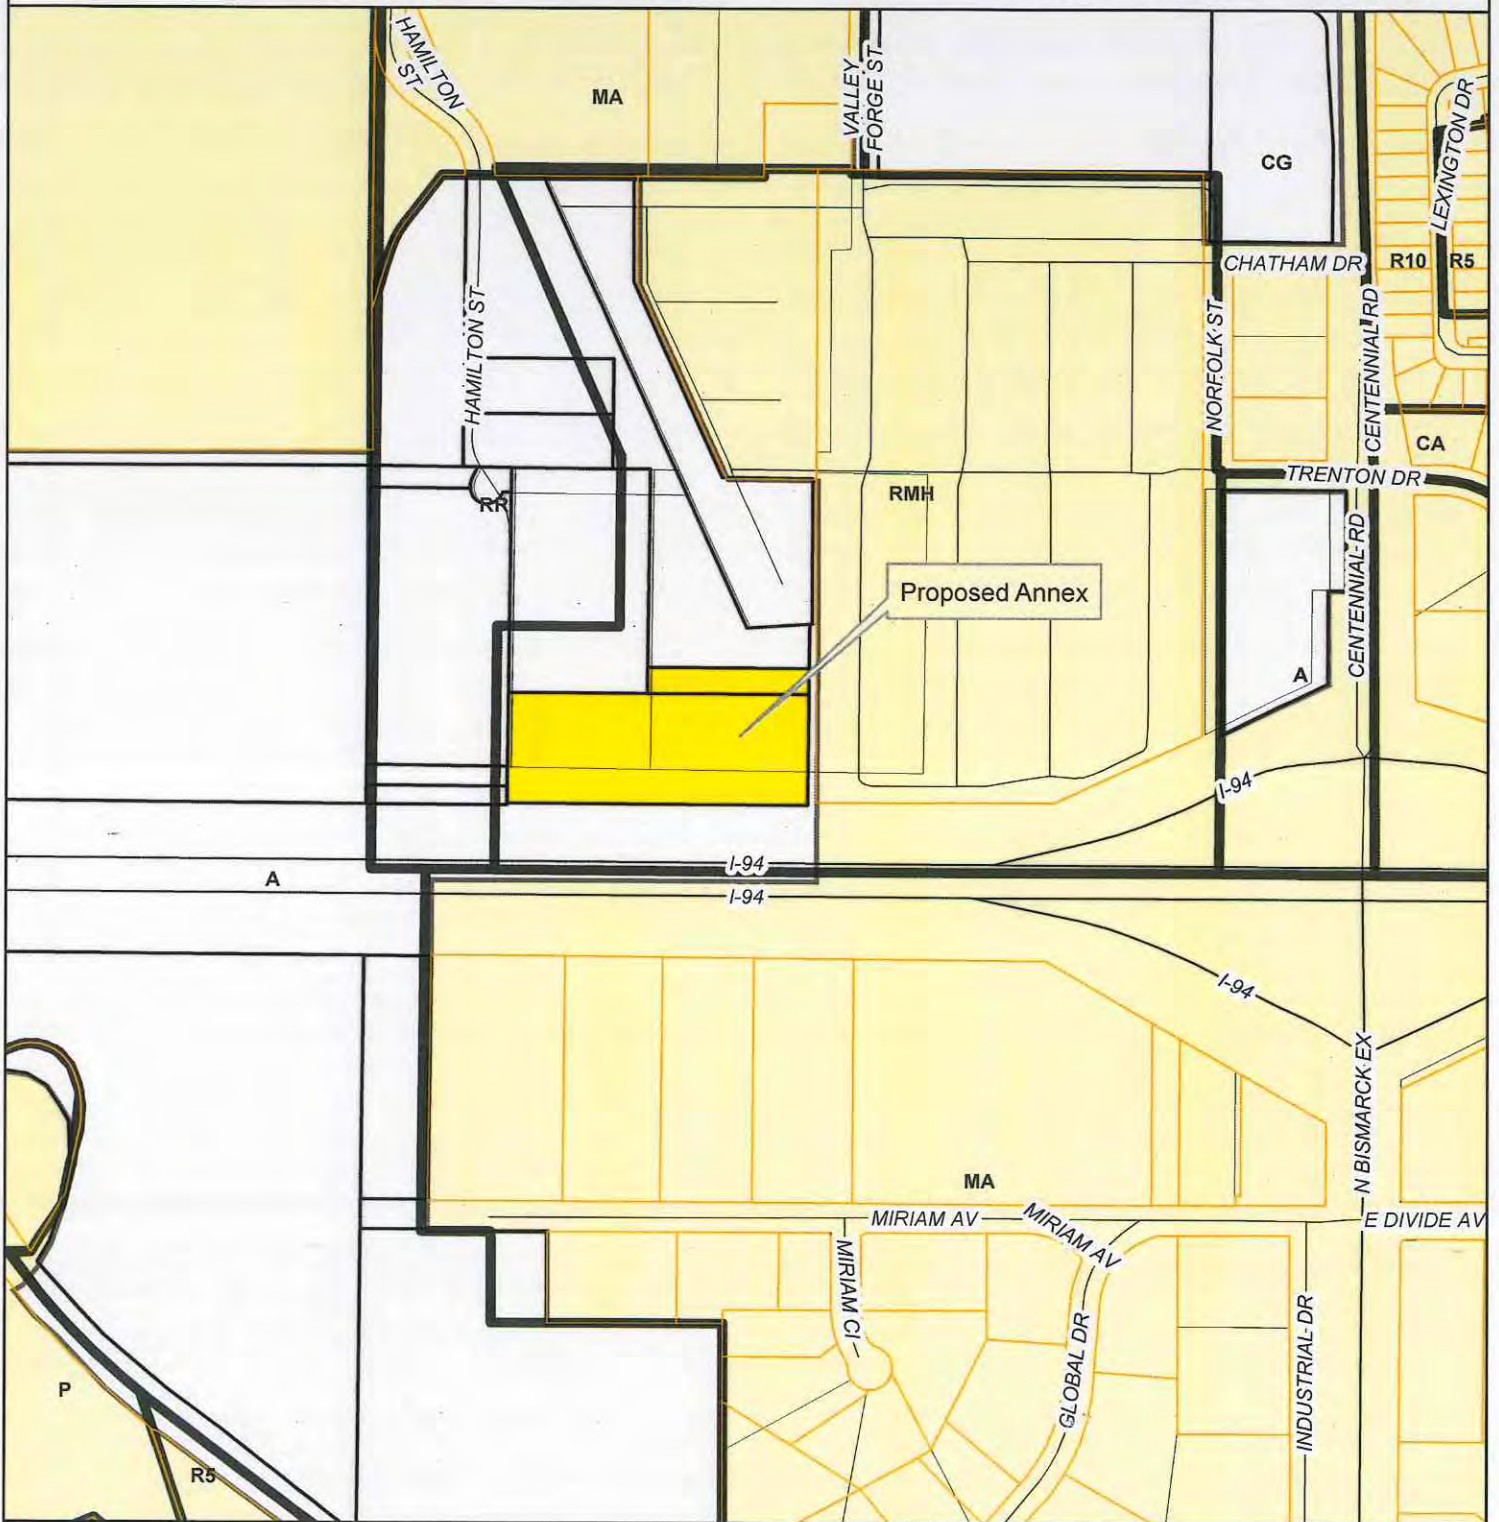 HAMILTON
ST
MA
VALLEY
FORGE ST
CG
LEXINGTON DR
CHATHAM DR
R10
R5
HAMILTON ST
NORFOLK ST
CENTENNIAL RD
CA
TRENTON DR
RR
RMH
CENTENNIAL RD
Proposed Annex
A
I-94
I-94
A
I-94
I-94
N BISMARCK EX
MA
MIRIAM AV
MIRIAM AV
E DIVIDE AV
MIRIAM CI
GLOBAL DR
INDUSTRIAL DR
P
R5